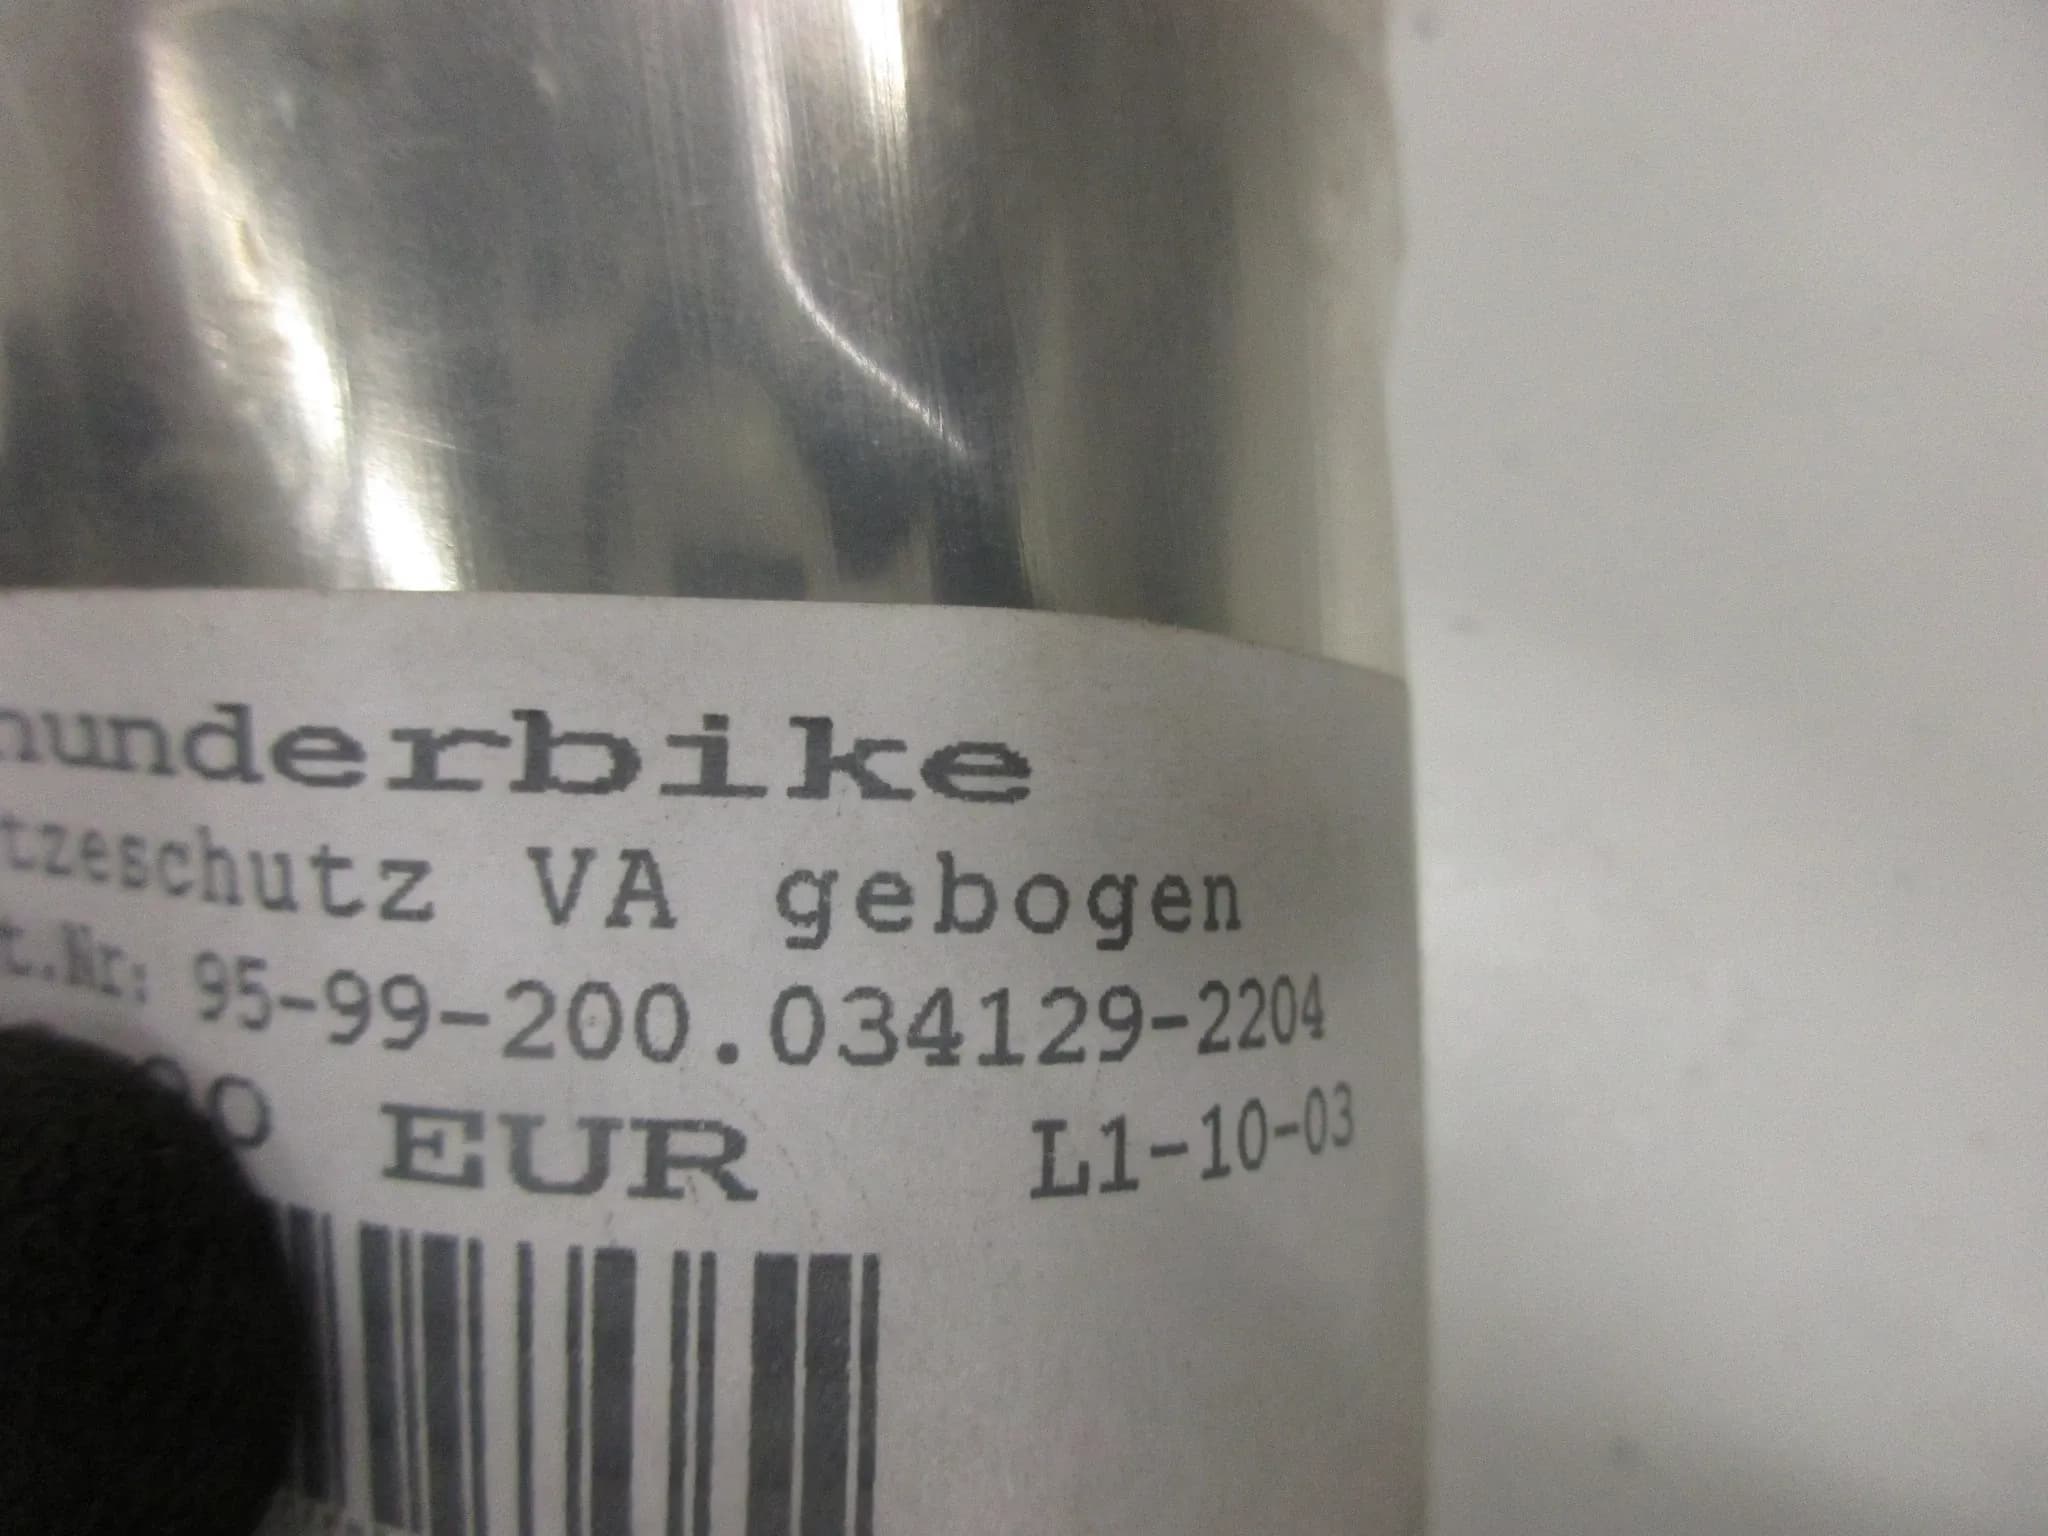 hunderbike
tzeschutz VA gebogen
t.Nr: 95-99-200.034129-2204
EUR L1-10-03